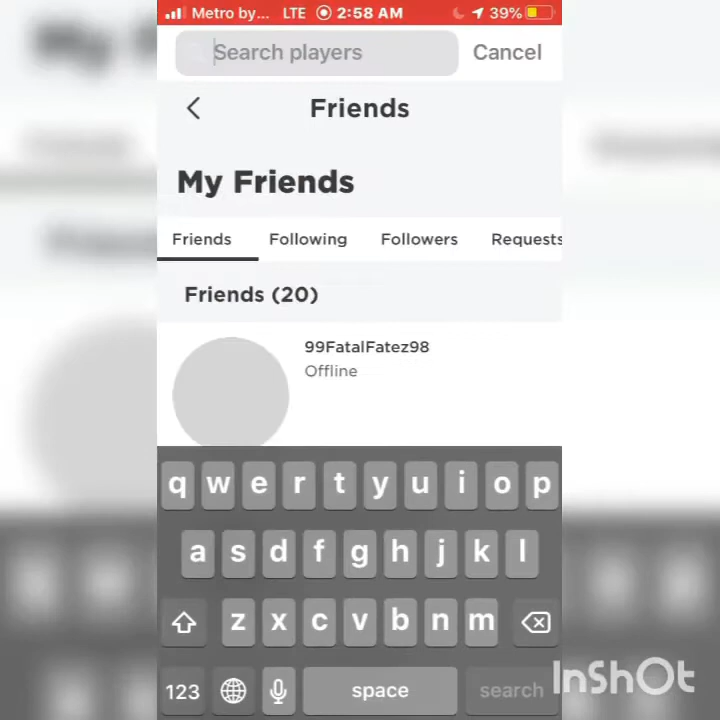 Metro by... LTE 2:58 AM 39%
Search players Cancel
Friends
My Friends
Friends Following Followers Requests
Friends (20)
99FatalFatez98
Offline
q w e r t y u i o p
a s d f g h j k l
z x c v b n m
123 space search
InShOt